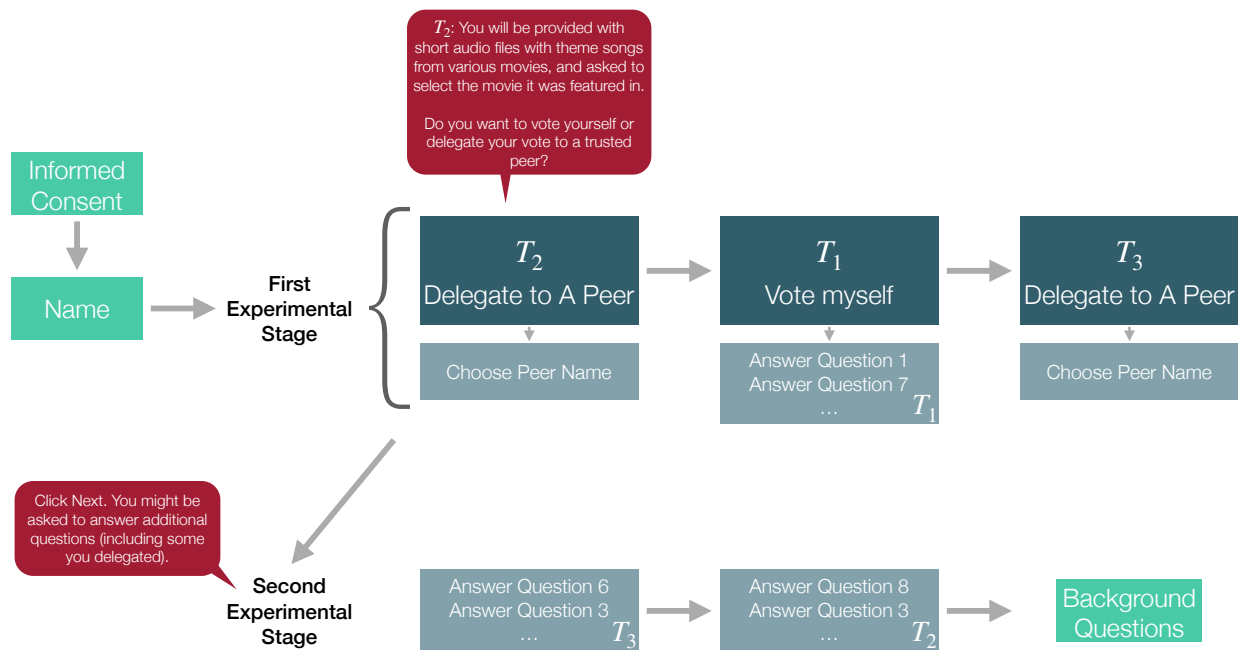 T₂: You will be provided with
short audio files with theme songs
from various movies, and asked to
select the movie it was featured in.
Do you want to vote yourself or
delegate your vote to a trusted
peer?
Informed
Consent
Name
First
Experimental
Stage
T₂
Delegate to A Peer
Choose Peer Name
T₁
Vote myself
Answer Question 1
Answer Question 7
...
T₁
T₃
Delegate to A Peer
Choose Peer Name
Click Next. You might be
asked to answer additional
questions (including some
you delegated).
Second
Experimental
Stage
Answer Question 6
Answer Question 3
...
T₃
Answer Question 8
Answer Question 3
...
T₂
Background
Questions